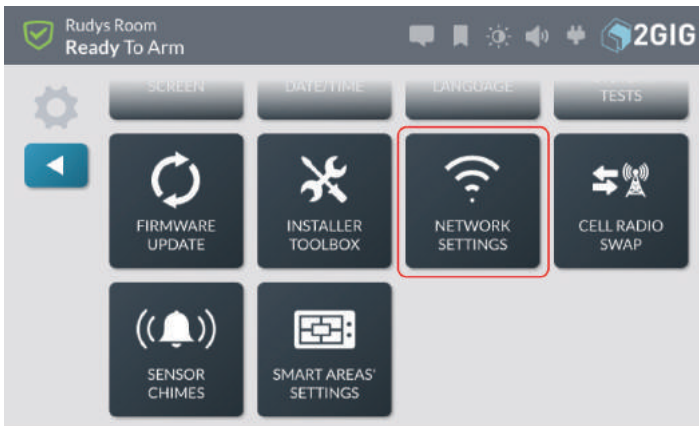 Rudys Room
Ready To Arm
2GIG
SCREEN
DATE/TIME
LANGUAGE
TESTS
FIRMWARE
UPDATE
INSTALLER
TOOLBOX
NETWORK
SETTINGS
CELL RADIO
SWAP
SENSOR
CHIMES
SMART AREAS'
SETTINGS